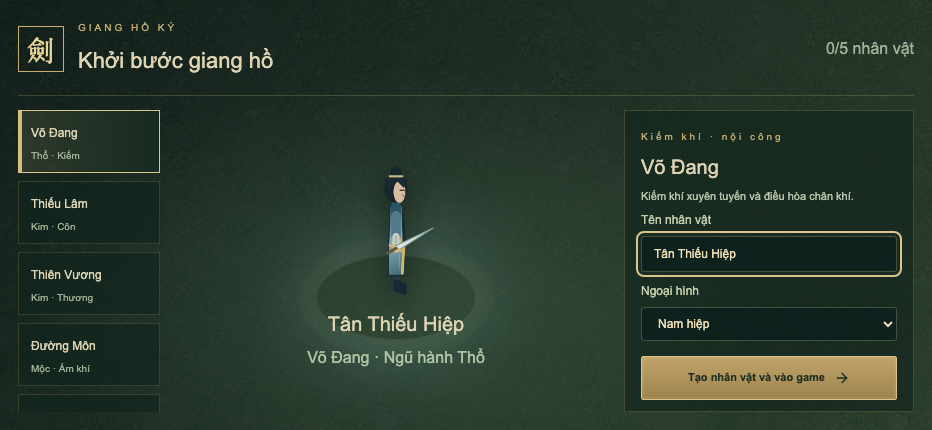 劍
GIANG HỒ KÝ
Khởi bước giang hồ
0/5 nhân vật
Võ Đang
Thổ · Kiếm
Thiếu Lâm
Kim · Côn
Thiên Vương
Kim · Thương
Đường Môn
Mộc · Ám khí
Tân Thiếu Hiệp
Võ Đang · Ngũ hành Thổ
Kiếm khí · nội công
Võ Đang
Kiếm khí xuyên tuyến và điều hòa chân khí.
Tên nhân vật
Tân Thiếu Hiệp
Ngoại hình
Nam hiệp
Tạo nhân vật và vào game →